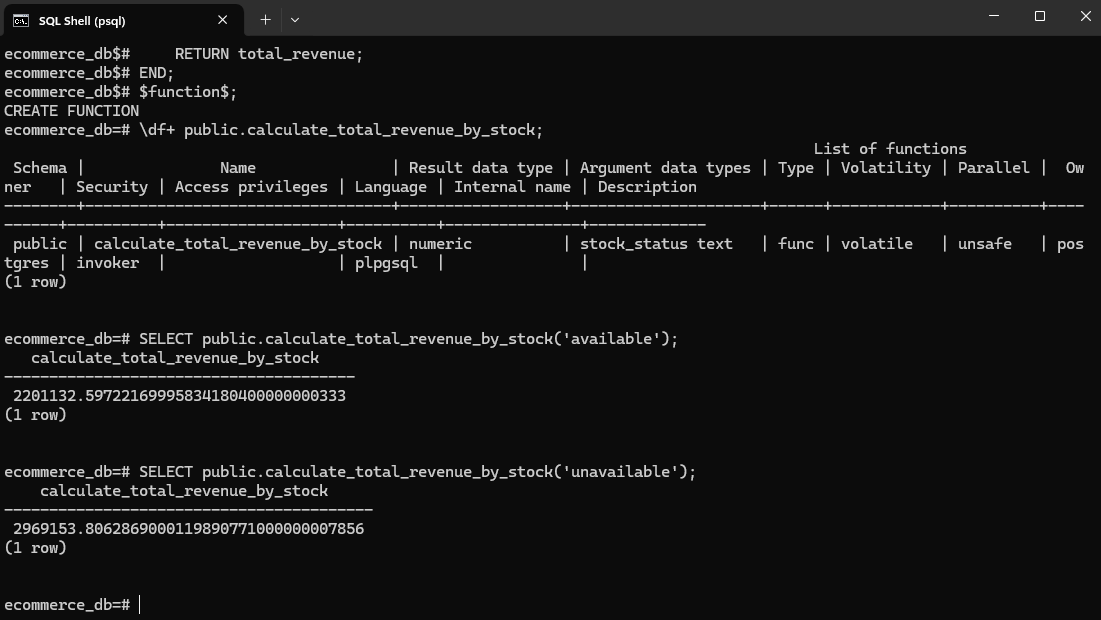 SQL Shell (psql)
ecommerce_db$#     RETURN total_revenue;
ecommerce_db$# END;
ecommerce_db$# $function$;
CREATE FUNCTION
ecommerce_db=# \df+ public.calculate_total_revenue_by_stock;
                                                                                          List of functions
 Schema |               Name               | Result data type | Argument data types | Type | Volatility | Parallel |  Ow
ner   | Security | Access privileges | Language | Internal name | Description
--------+----------------------------------+------------------+---------------------+------+------------+----------+----
------+----------+-------------------+----------+---------------+-------------
 public | calculate_total_revenue_by_stock | numeric          | stock_status text   | func | volatile   | unsafe   | pos
tgres | invoker  |                   | plpgsql  |               |
(1 row)
ecommerce_db=# SELECT public.calculate_total_revenue_by_stock('available');
   calculate_total_revenue_by_stock
---------------------------------------
 2201132.59722169995834180400000000333
(1 row)
ecommerce_db=# SELECT public.calculate_total_revenue_by_stock('unavailable');
    calculate_total_revenue_by_stock
-----------------------------------------
 2969153.8062869000119890771000000007856
(1 row)
ecommerce_db=#